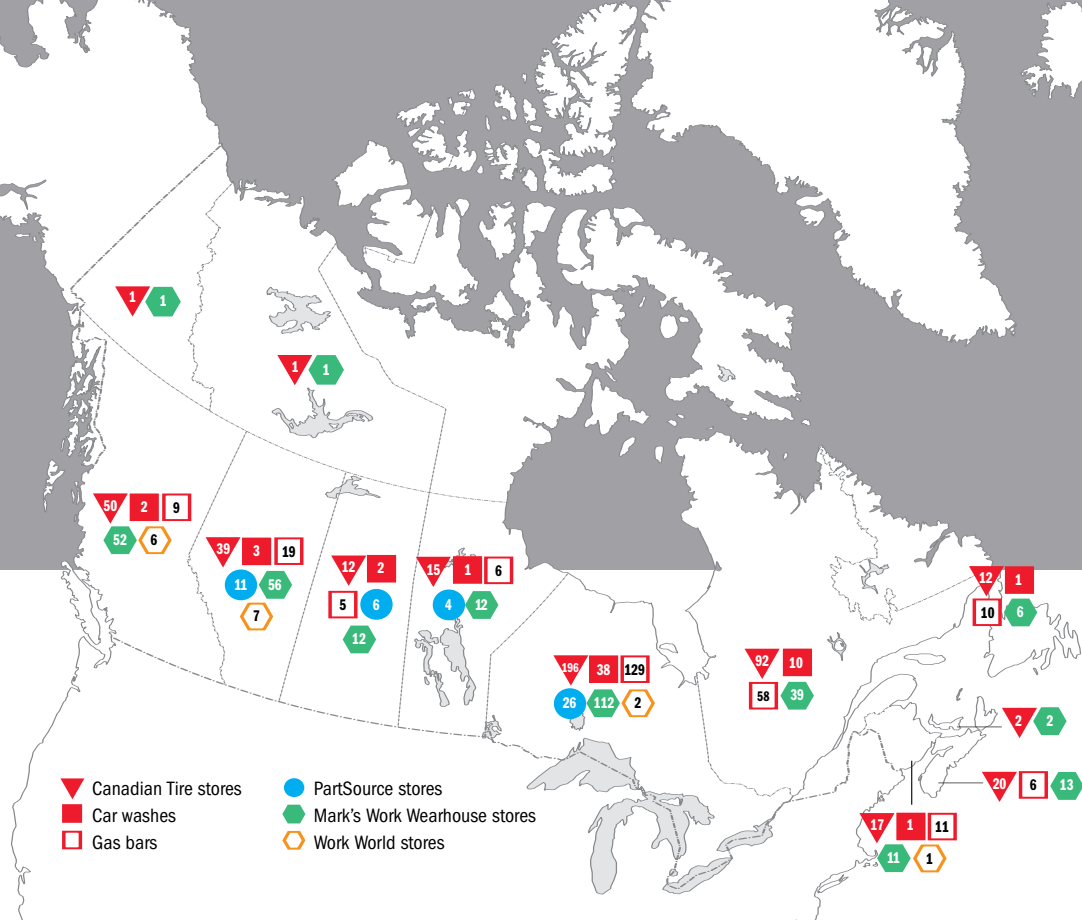 1 1
1 1
50 2 9
52 6
39 3 19
11 56
7
12 2
5 6
12
15 1 6
4 12
196 38 129
26 112 2
92 10
58 39
12 1
10 6
2 2
20 6 13
17 1 11
11 1
Canadian Tire stores
Car washes
Gas bars
PartSource stores
Mark's Work Wearhouse stores
Work World stores